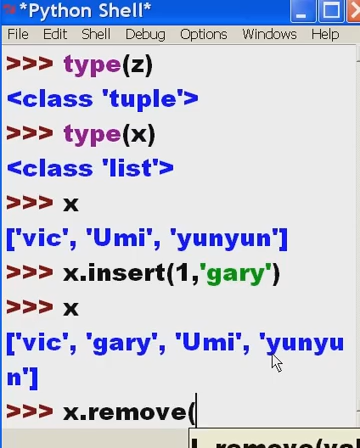 *Python Shell*
File Edit Shell Debug Options Windows Help
>>> type(z)
<class 'tuple'>
>>> type(x)
<class 'list'>
>>> x
['vic', 'Umi', 'yunyun']
>>> x.insert(1,'gary')
>>> x
['vic', 'gary', 'Umi', 'yunyu
n']
>>> x.remove(